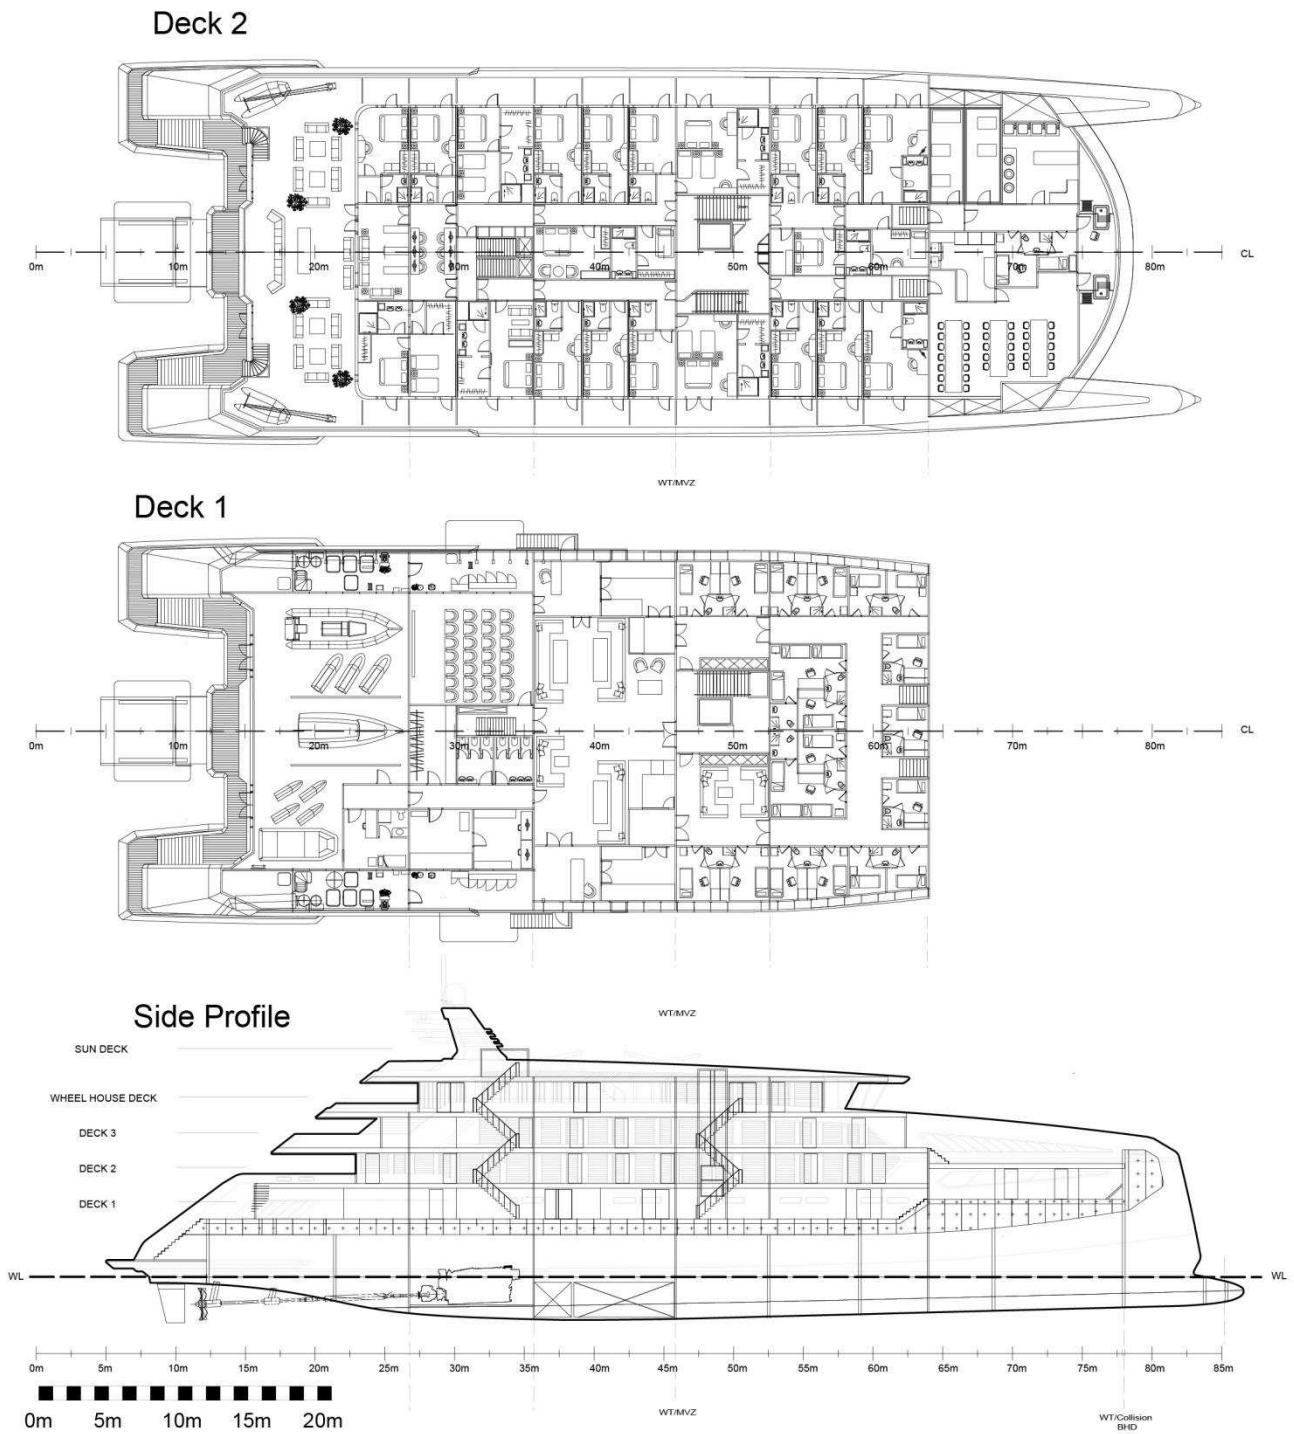 Deck 2
0m 10m 20m 30m 40m 50m 60m 70m 80m CL
WT/MVZ
Deck 1
0m 10m 20m 30m 40m 50m 60m 70m 80m CL
WT/MVZ
Side Profile
SUN DECK
WHEEL HOUSE DECK
DECK 3
DECK 2
DECK 1
WL WL
0m 5m 10m 15m 20m 25m 30m 35m 40m 45m 50m 55m 60m 65m 70m 75m 80m 85m
0m 5m 10m 15m 20m
WT/MVZ
WT/Collision
BHD